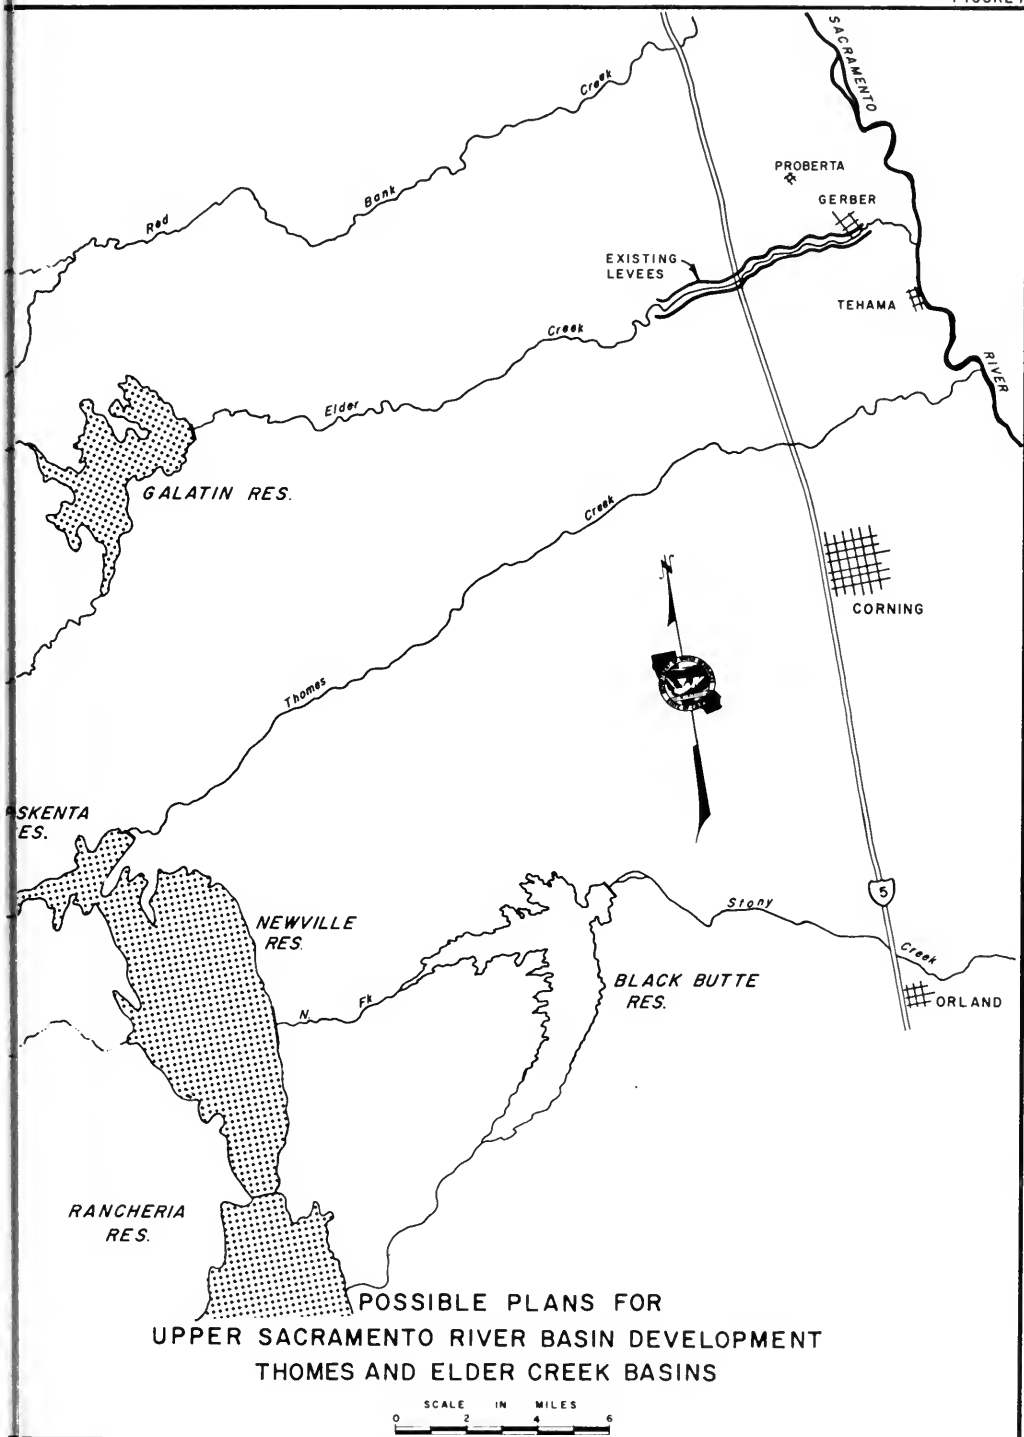 SACRAMENTO
Creek
PROBERTA
Bank
GERBER
Red
EXISTING
LEVEES
TEHAMA
Creek
RIVER
Elder
GALATIN RES.
Creek
N
CORNING
Thomes
ASKENTA
ES.
5
Stony
NEWVILLE
RES.
Creek
BLACK BUTTE
RES.
N.
Fk
ORLAND
RANCHERIA
RES.
POSSIBLE PLANS FOR
UPPER SACRAMENTO RIVER BASIN DEVELOPMENT
THOMES AND ELDER CREEK BASINS
SCALE IN MILES
0 2 4 6